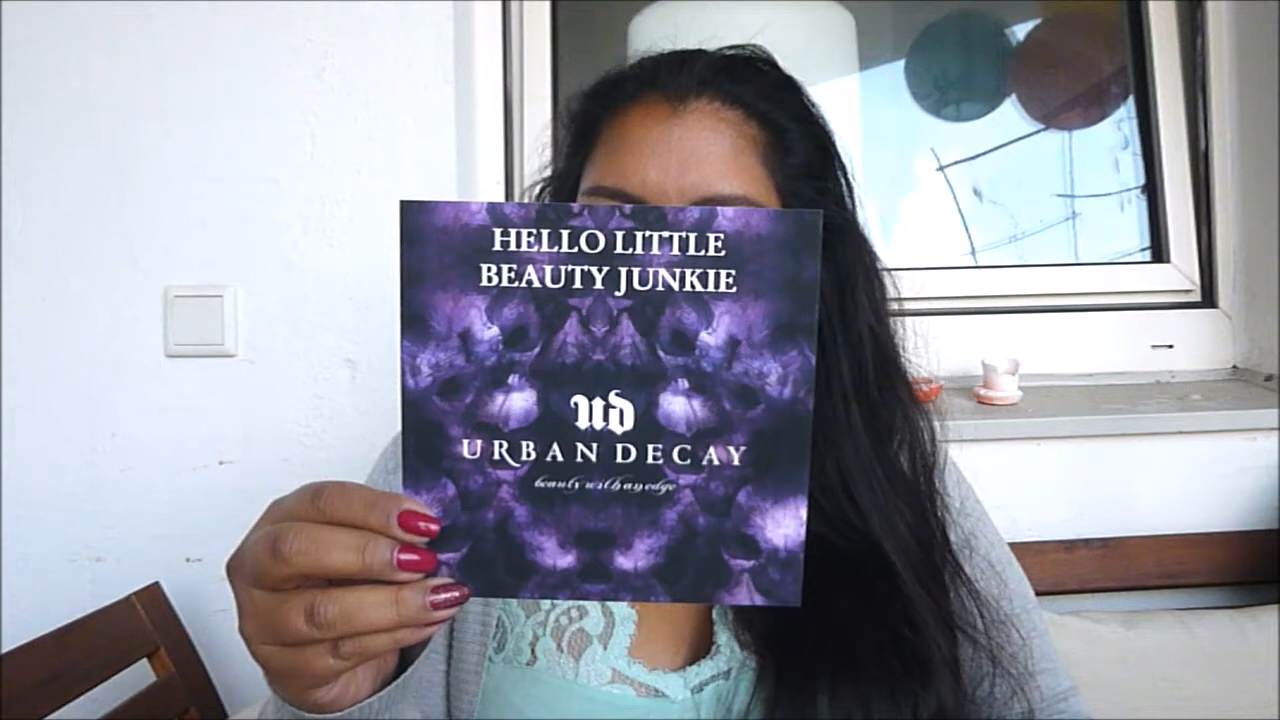 HELLO LITTLE
BEAUTY JUNKIE
UD
URBAN DECAY
beauty with an edge